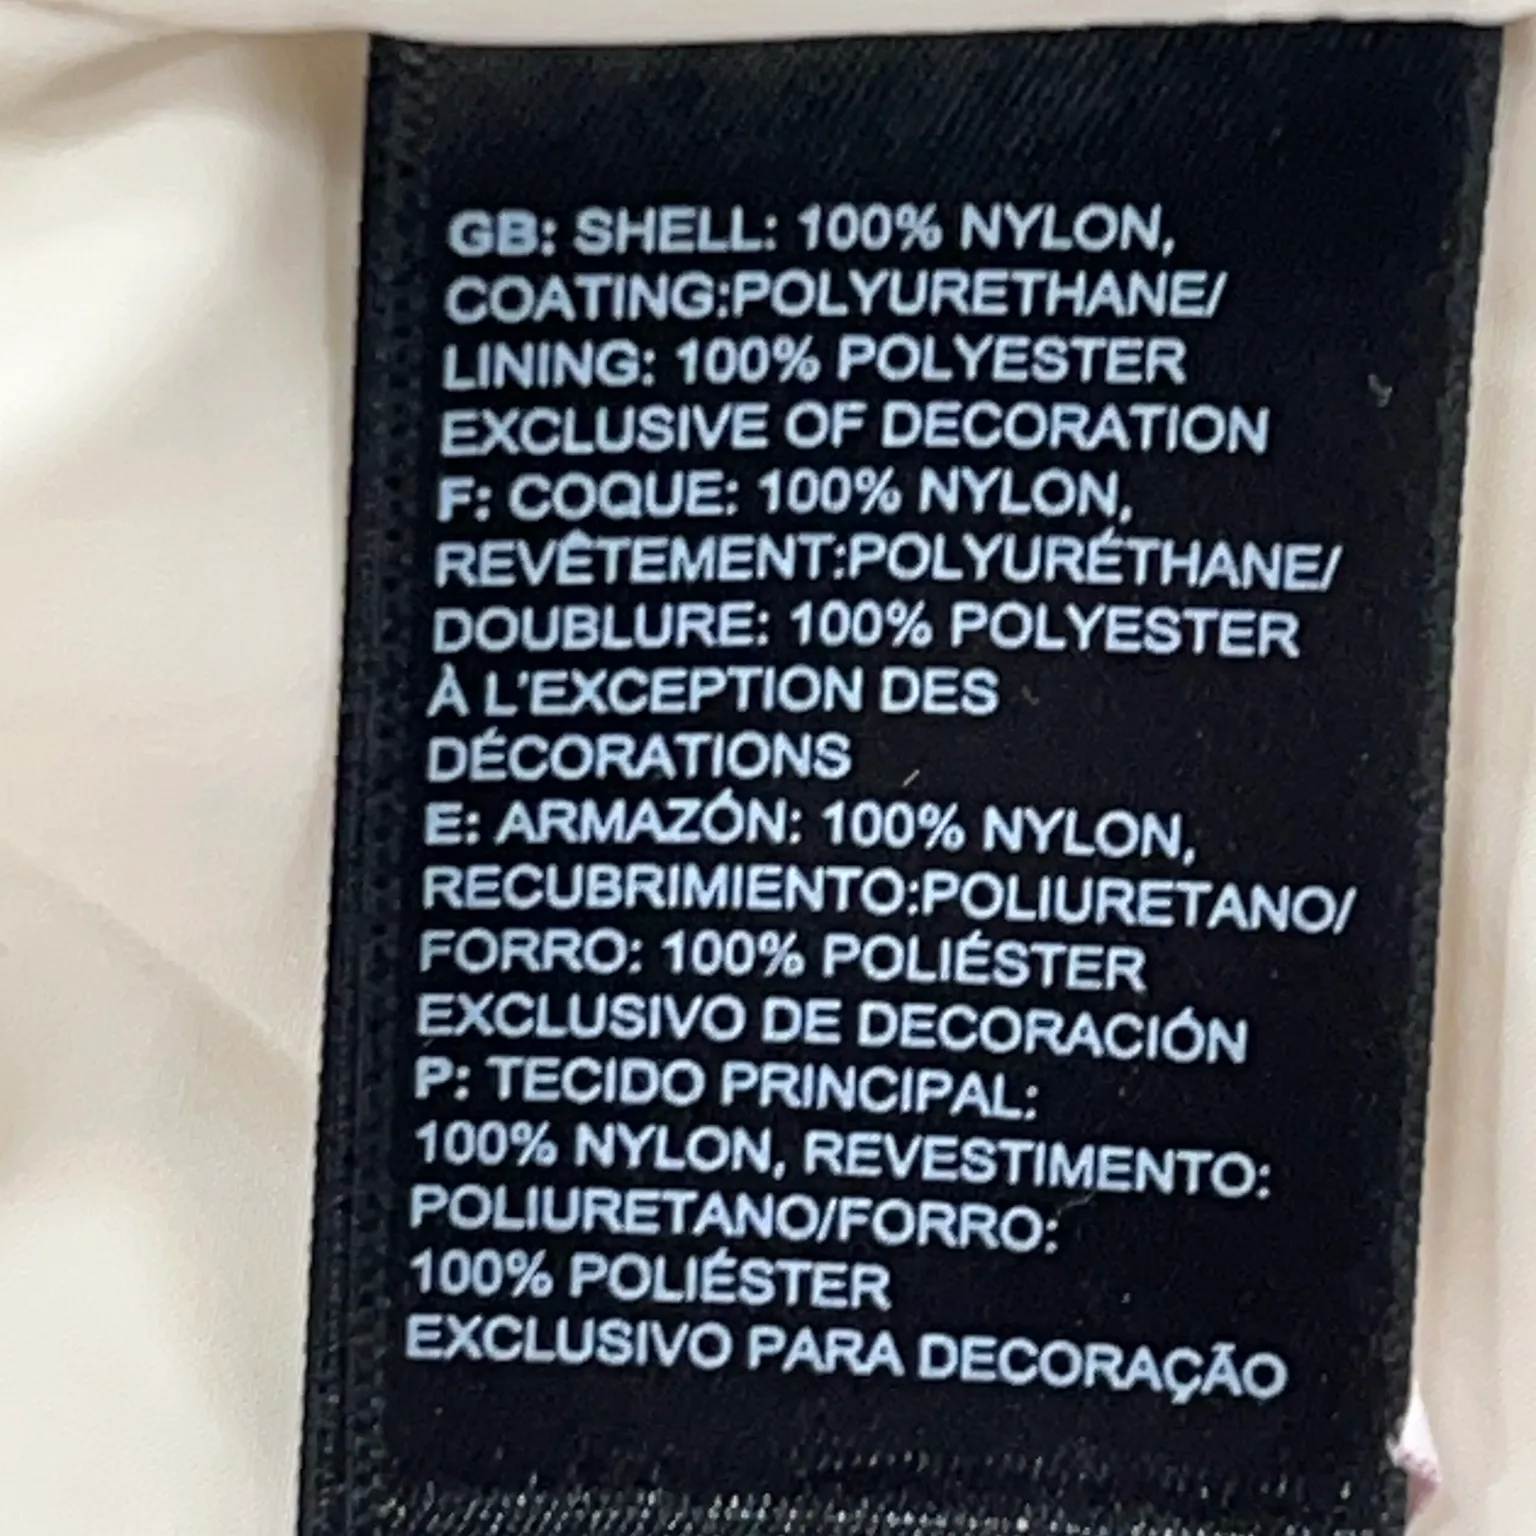 GB: SHELL: 100% NYLON,
COATING:POLYURETHANE/
LINING: 100% POLYESTER
EXCLUSIVE OF DECORATION
F: COQUE: 100% NYLON,
REVÊTEMENT:POLYURÉTHANE/
DOUBLURE: 100% POLYESTER
À L'EXCEPTION DES
DÉCORATIONS
E: ARMAZÓN: 100% NYLON,
RECUBRIMIENTO:POLIURETANO/
FORRO: 100% POLIÉSTER
EXCLUSIVO DE DECORACIÓN
P: TECIDO PRINCIPAL:
100% NYLON, REVESTIMENTO:
POLIURETANO/FORRO:
100% POLIÉSTER
EXCLUSIVO PARA DECORAÇÃO